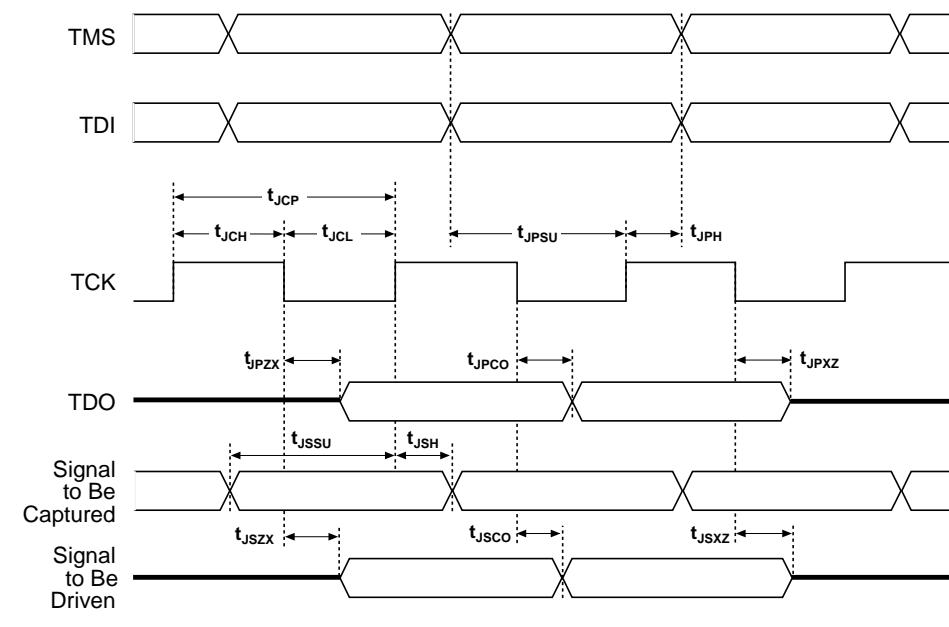 TMS
TDI
tJCP
tJCH
tJCL
tJPSU
tJPH
TCK
tJPZX
tJPCO
tJPXZ
TDO
tJSSU
tJSH
Signal
to Be
Captured
tJSZX
tJSCO
tJSXZ
Signal
to Be
Driven